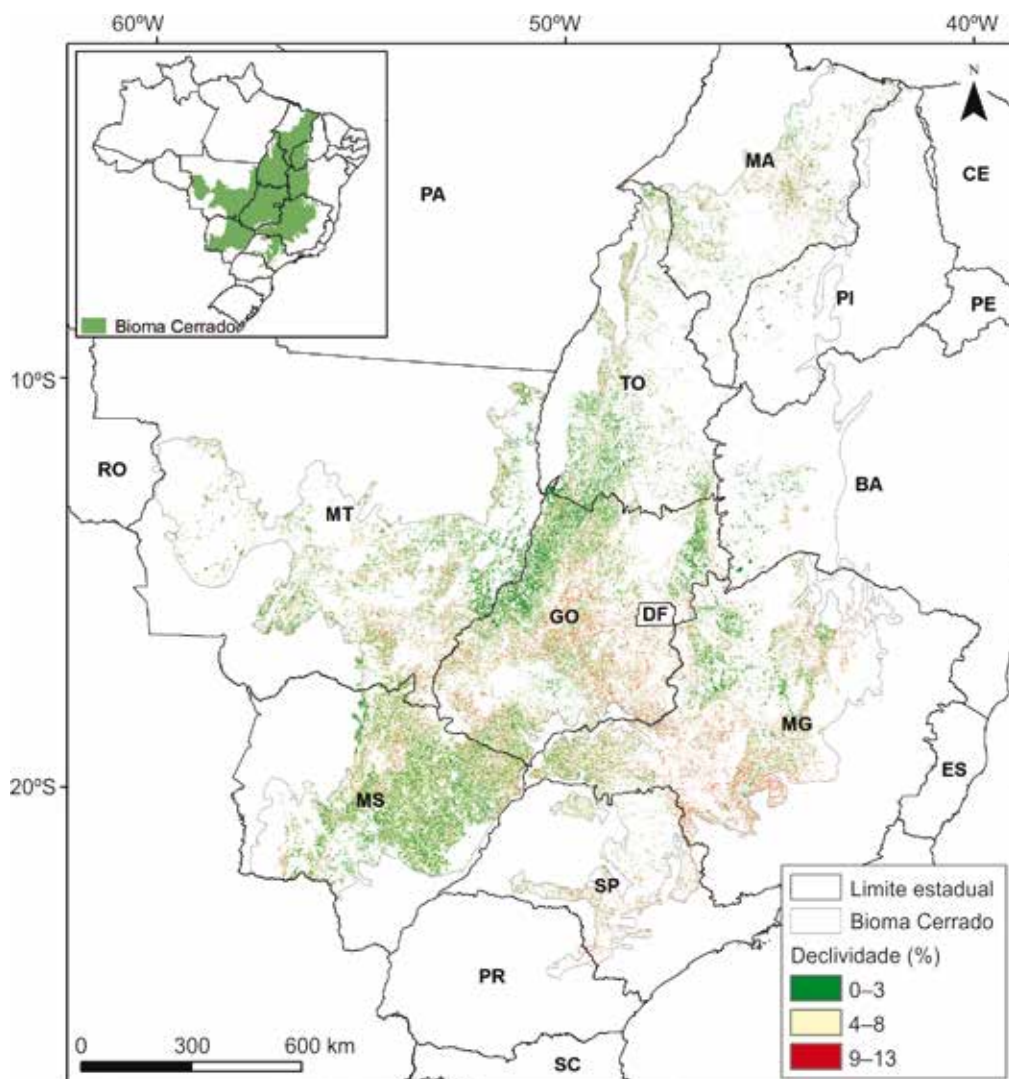 60ºW
50ºW
40ºW
N
MA
CE
PA
PI
PE
Bioma Cerrado
10ºS
TO
RO
BA
MT
GO
DF
MG
ES
20ºS
MS
SP
Limite estadual
Bioma Cerrado
Declividade (%)
0–3
4–8
9–13
PR
0 300 600 km
SC